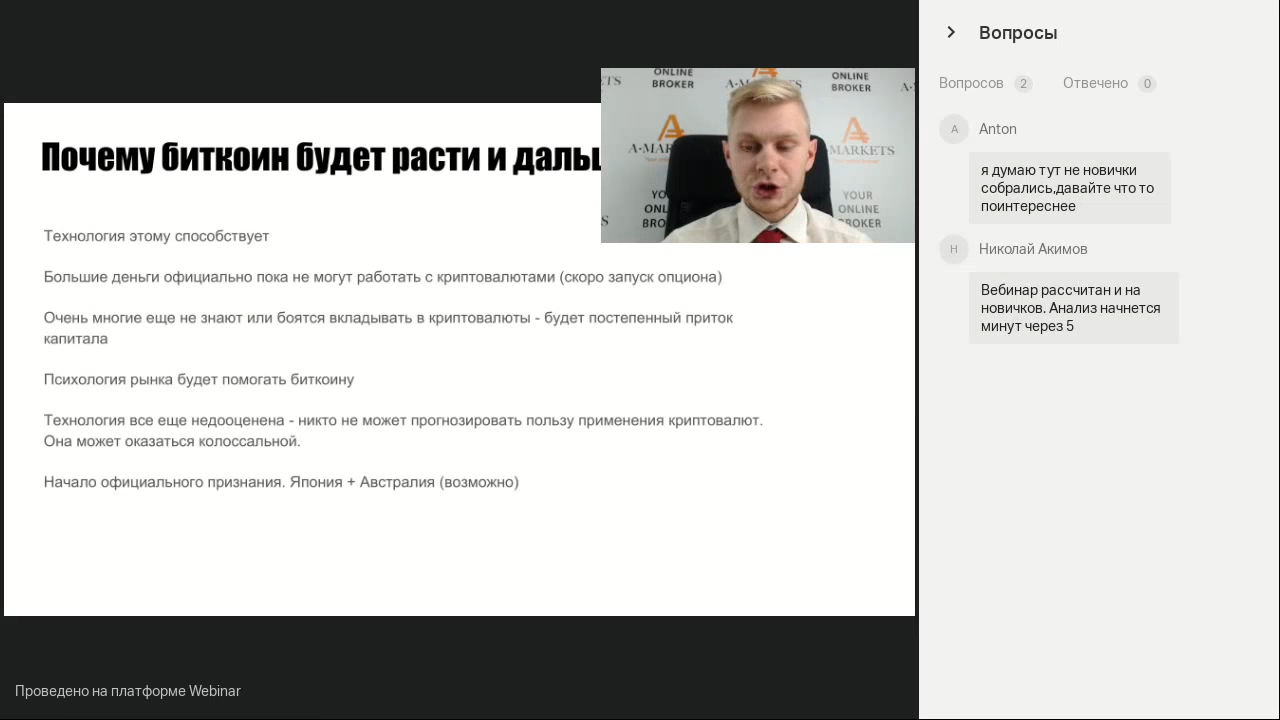 Почему биткоин будет расти и
Технология этому способствует
Большие деньги официально пока не могут работать с криптовалютами (скоро запуск опциона)
Очень многие еще не знают или боятся вкладывать в криптовалюты - будет постепенный приток
капитала
Психология рынка будет помогать биткоину
Технология все еще недооценена - никто не может прогнозировать пользу применения криптовалют.
Она может оказаться колоссальной.
Начало официального признания. Япония + Австралия (возможно)
Проведено на платформе Webinar
ONLINE
BROKER
A-MARKETS
ONLINE
BROKER
YOUR
ONLINE
BROKER
Вопросы
Вопросов 2 Отвечено 0
A Anton
я думаю тут не новички
собрались,давайте что то
поинтереснее
Н Николай Акимов
Вебинар рассчитан и на
новичков. Анализ начнется
минут через 5